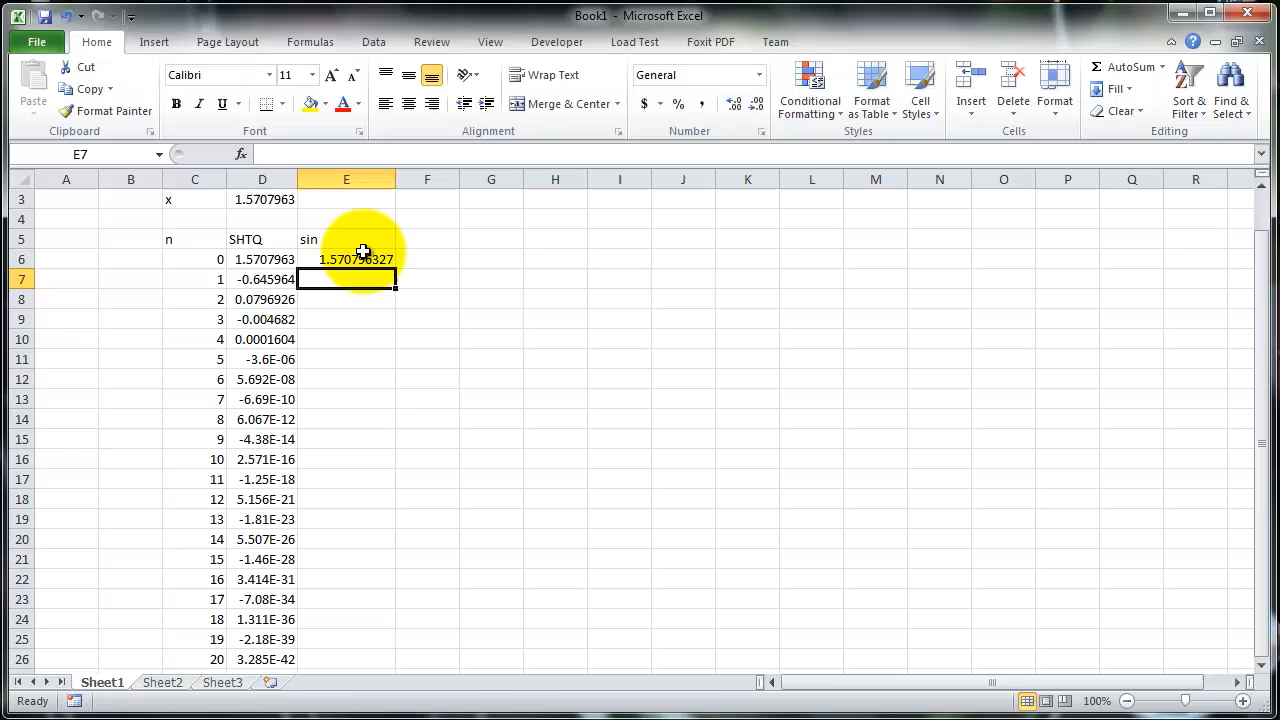 Book1 - Microsoft Excel
File Home Insert Page Layout Formulas Data Review View Developer Load Test Foxit PDF Team
Paste
Cut
Copy
Format Painter
Clipboard
Calibri 11 A A
B I U A
Font
Wrap Text
Merge & Center
Alignment
General
$ % ,
Number
Conditional Formatting
Format as Table
Cell Styles
Styles
Insert Delete Format
Cells
Σ AutoSum
Fill
Clear
Sort & Filter
Find & Select
Editing
E7 fx
A B C D E F G H I J K L M N O P Q R
3 x 1.5707963
4
5 n SHTQ sin
6 0 1.5707963 1.570796327
7 1 -0.645964
8 2 0.0796926
9 3 -0.004682
10 4 0.0001604
11 5 -3.6E-06
12 6 5.692E-08
13 7 -6.69E-10
14 8 6.067E-12
15 9 -4.38E-14
16 10 2.571E-16
17 11 -1.25E-18
18 12 5.156E-21
19 13 -1.81E-23
20 14 5.507E-26
21 15 -1.46E-28
22 16 3.414E-31
23 17 -7.08E-34
24 18 1.311E-36
25 19 -2.18E-39
26 20 3.285E-42
Sheet1 Sheet2 Sheet3
Ready 100%